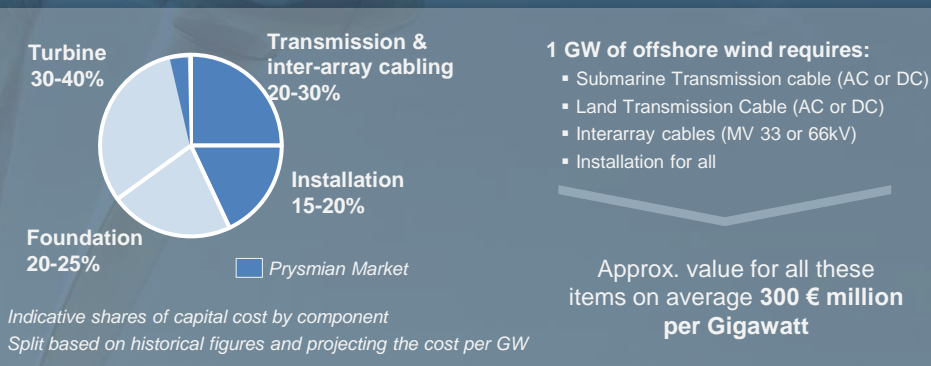 Turbine
30-40%
Transmission &
inter-array cabling
20-30%
Installation
15-20%
Foundation
20-25%
Prysmian Market
Indicative shares of capital cost by component
Split based on historical figures and projecting the cost per GW
1 GW of offshore wind requires:
▪ Submarine Transmission cable (AC or DC)
▪ Land Transmission Cable (AC or DC)
▪ Interarray cables (MV 33 or 66kV)
▪ Installation for all
Approx. value for all these
items on average 300 € million
per Gigawatt